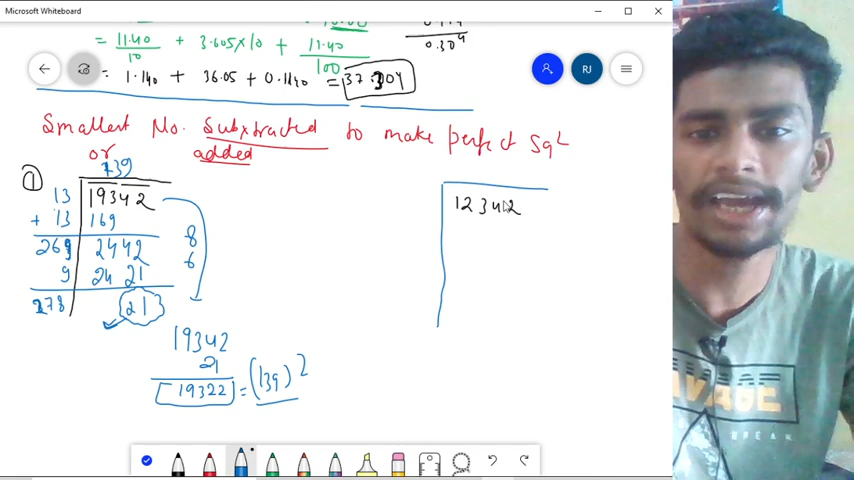 Microsoft Whiteboard
= 11.40/10 + 3.605×10 + 11.40/100
0.304
= 1.140 + 36.05 + 0.1140 = 37.304
RJ
Smallest No. Subtracted to make perfect Sq
or added
① 139
13 19342
+ 13 169
269 2442
9 2421
278 21
8
6
19342
21
19322 = (139)2
12342